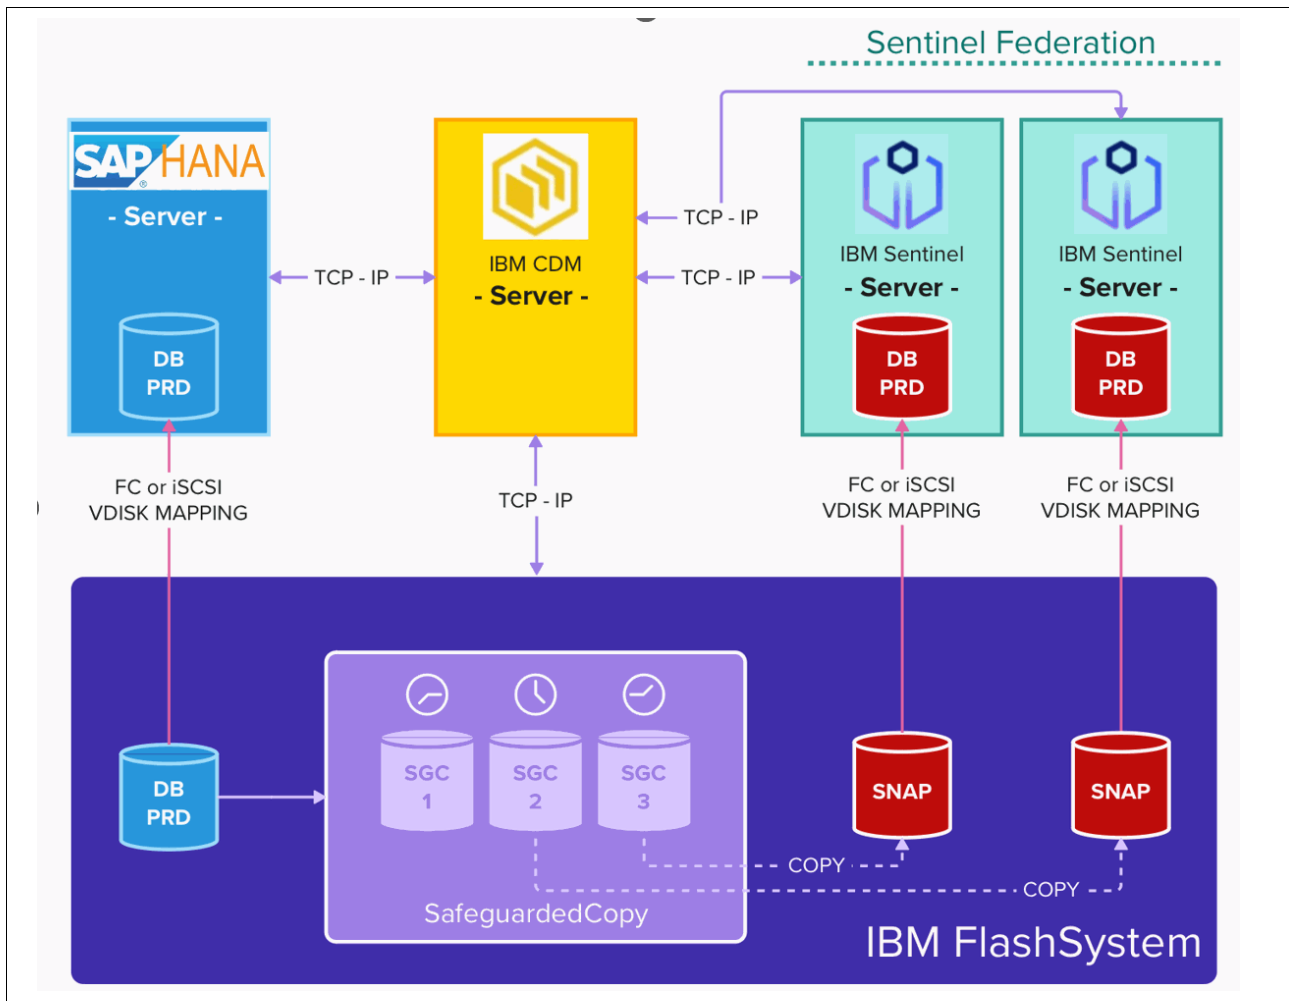 Sentinel Federation
SAP HANA
®
- Server -
DB
PRD
IBM CDM
- Server -
IBM Sentinel
- Server -
DB
PRD
IBM Sentinel
- Server -
DB
PRD
TCP - IP
TCP - IP
TCP - IP
TCP - IP
FC or iSCSI
VDISK MAPPING
FC or iSCSI
VDISK MAPPING
FC or iSCSI
VDISK MAPPING
DB
PRD
SGC
1
SGC
2
SGC
3
SNAP
SNAP
COPY
COPY
SafeguardedCopy
IBM FlashSystem